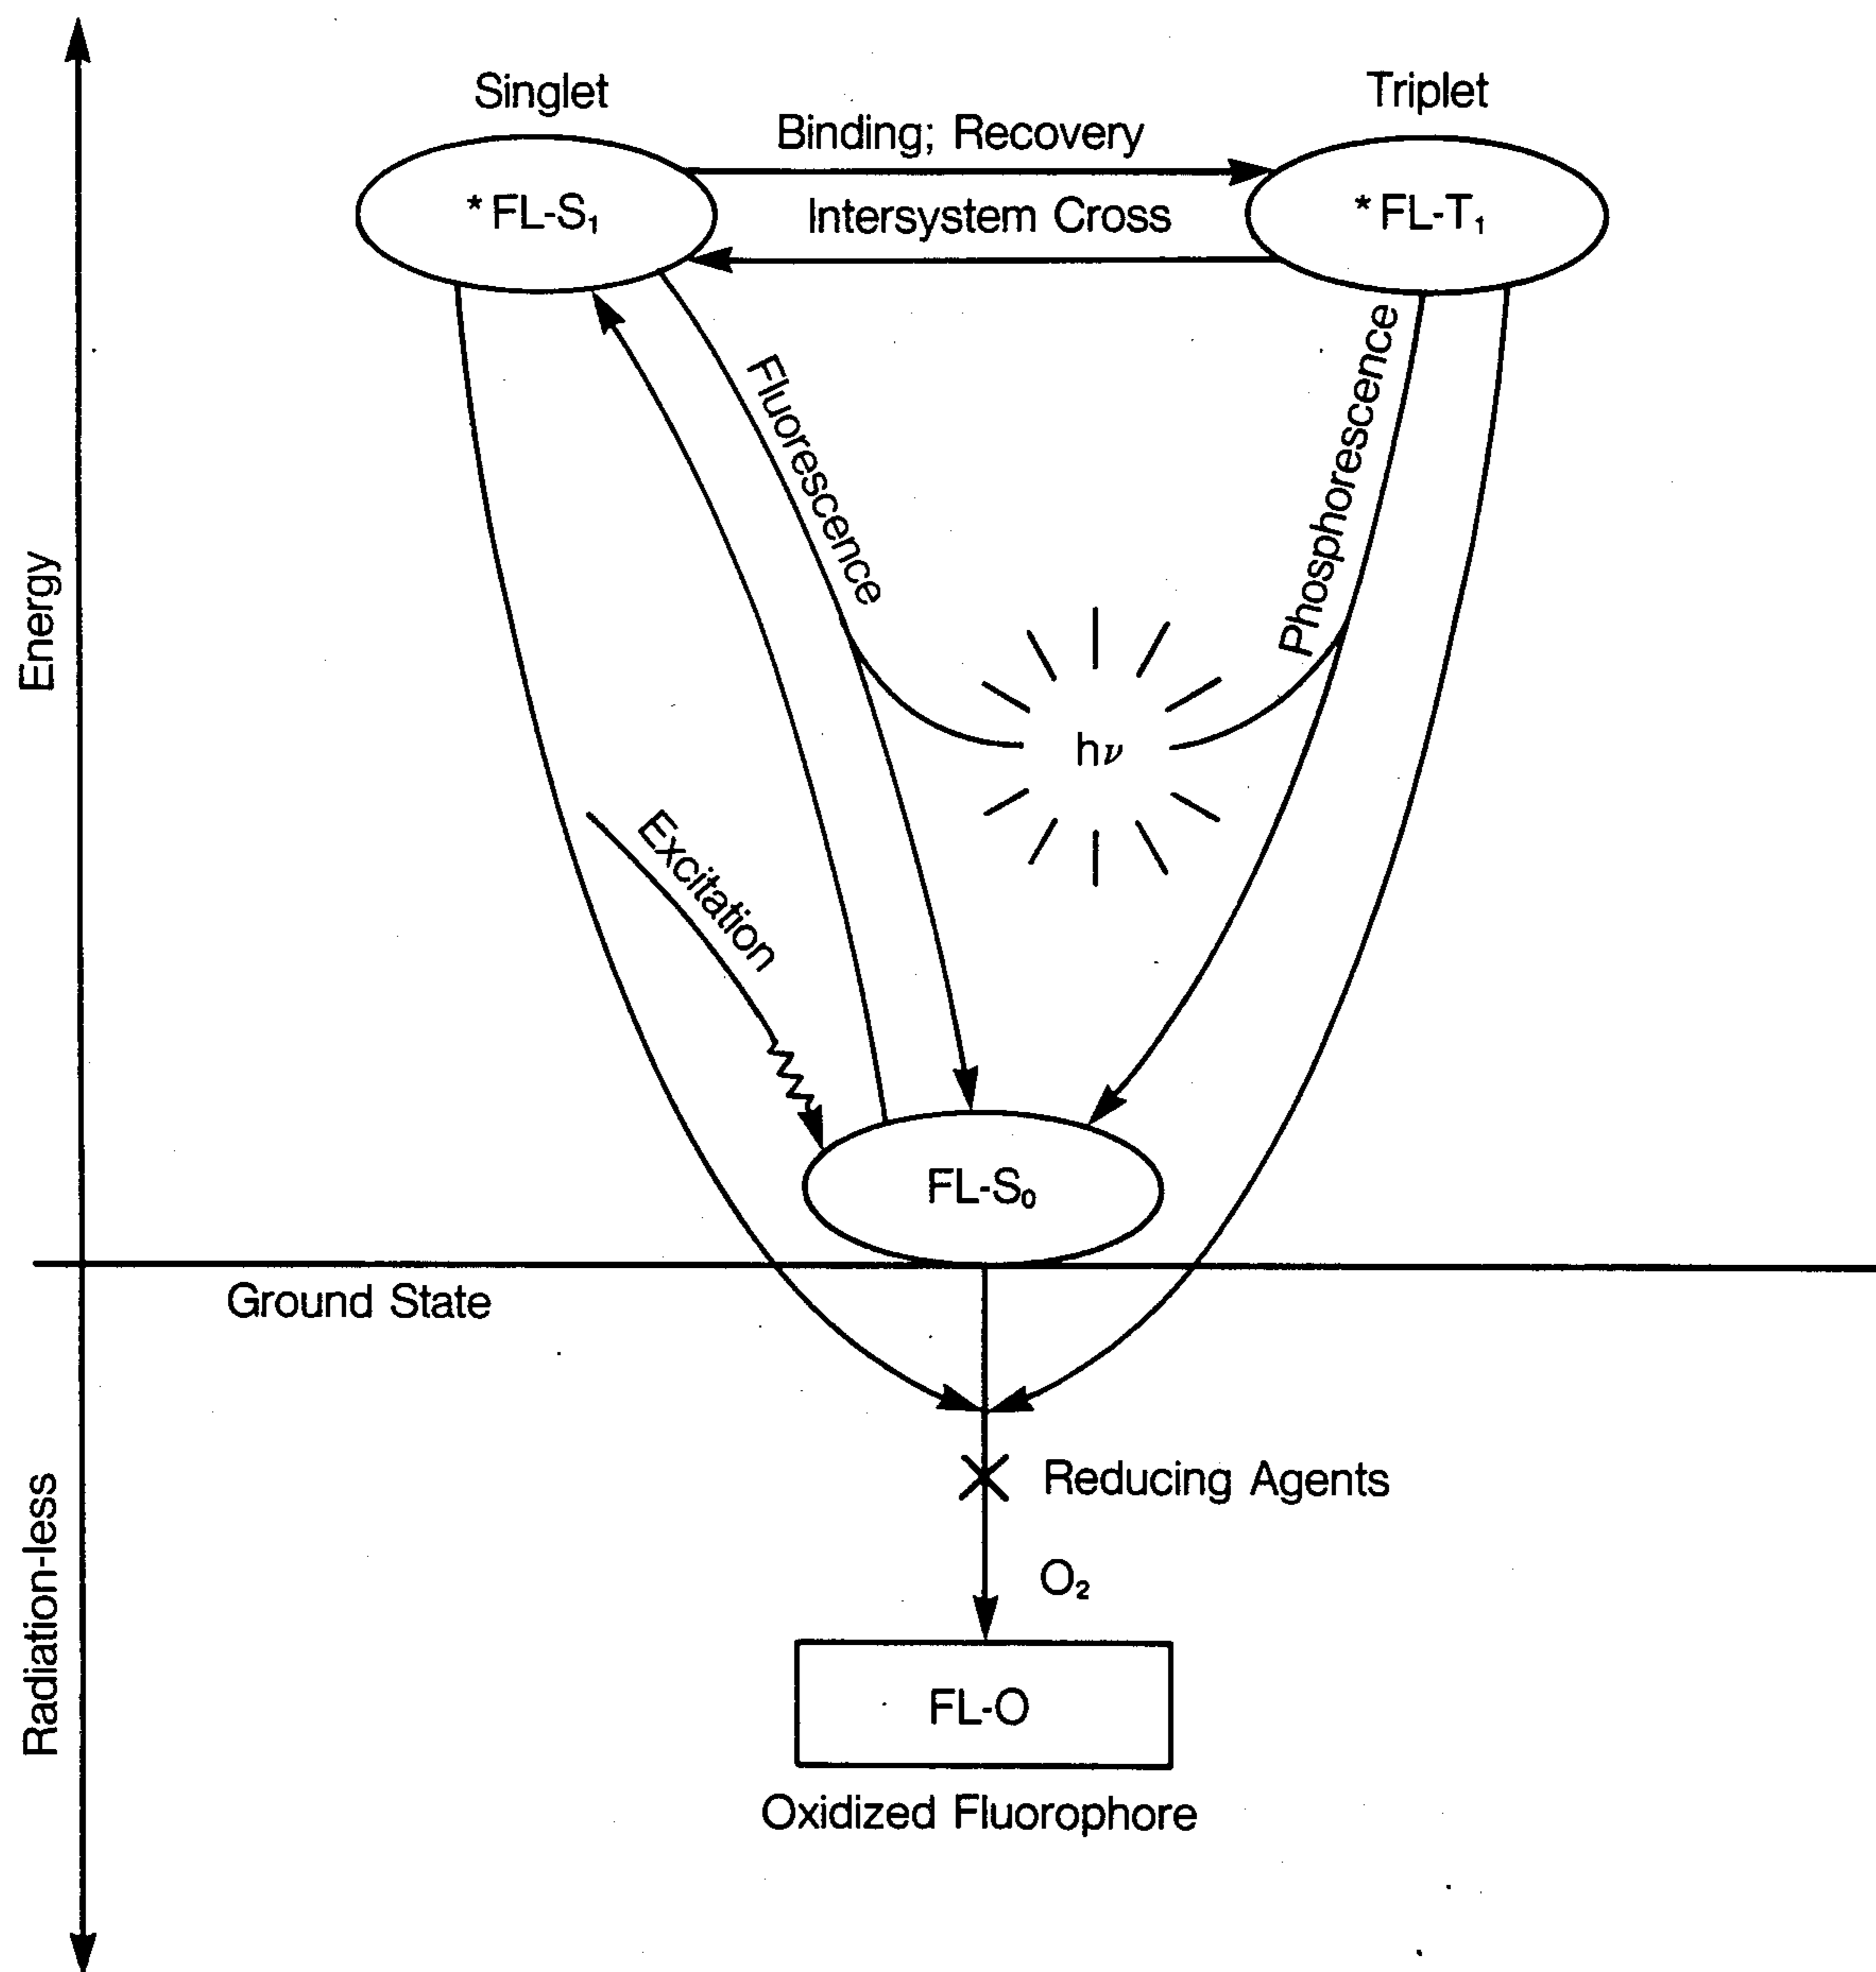 Singlet
Triplet
Binding; Recovery
*FL-S₁
Intersystem Cross
*FL-T₁
Fluorescence
Phosphorescence
Energy
hν
Excitation
FL-S₀
Ground State
Reducing Agents
O₂
Radiation-less
FL-O
Oxidized Fluorophore